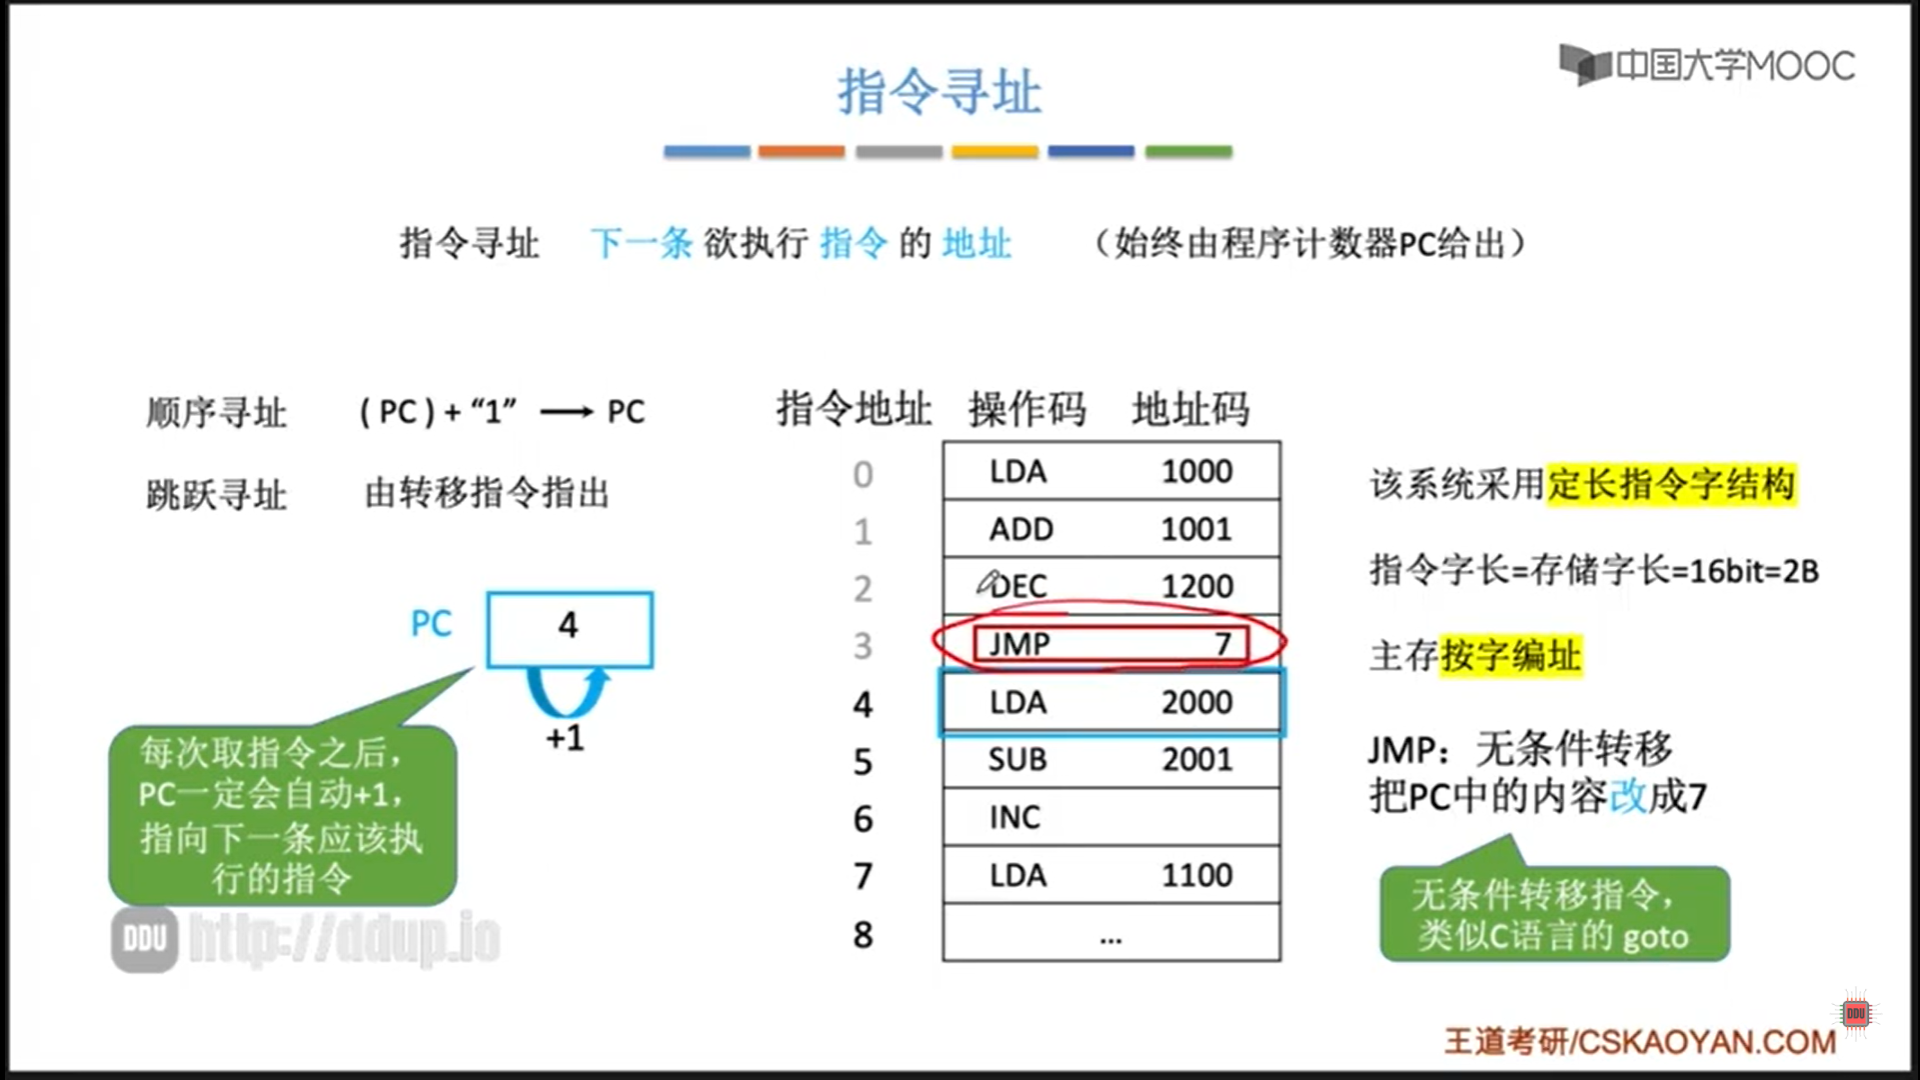 中国大学MOOC
指令寻址
指令寻址 下一条 欲执行 指令 的 地址 （始终由程序计数器PC给出）
顺序寻址 ( PC ) + “1” → PC
跳跃寻址 由转移指令指出
PC 4
+1
每次取指令之后，
PC一定会自动+1，
指向下一条应该执
行的指令
DDU http://ddup.io
指令地址 操作码 地址码
0 LDA 1000
1 ADD 1001
2 DEC 1200
3 JMP 7
4 LDA 2000
5 SUB 2001
6 INC
7 LDA 1100
8 ...
该系统采用定长指令字结构
指令字长=存储字长=16bit=2B
主存按字编址
JMP：无条件转移
把PC中的内容改成7
无条件转移指令，
类似C语言的 goto
DDU
王道考研/CSKAOYAN.COM